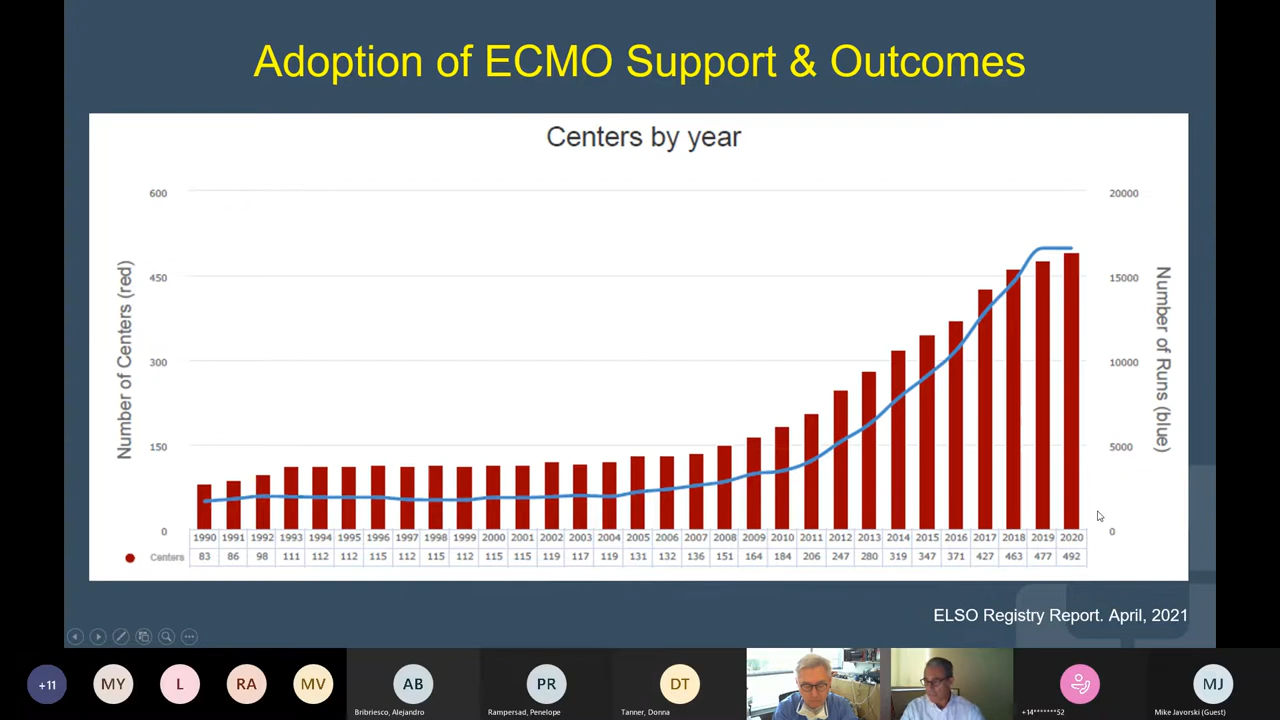 Adoption of ECMO Support & Outcomes
Centers by year
Number of Centers (red)
600
450
300
150
0
20000
15000
10000
5000
0
Number of Runs (blue)
1990 1991 1992 1993 1994 1995 1996 1997 1998 1999 2000 2001 2002 2003 2004 2005 2006 2007 2008 2009 2010 2011 2012 2013 2014 2015 2016 2017 2018 2019 2020
Centers 83 86 98 111 112 112 115 112 115 112 115 115 119 117 119 131 132 136 151 164 184 206 247 280 319 347 371 427 463 477 492
ELSO Registry Report. April, 2021
+11 MY L RA MV AB PR DT MJ
Bribriesco, Alejandro Rampersad, Penelope Tanner, Donna +14*******52 Mike Javorski (Guest)